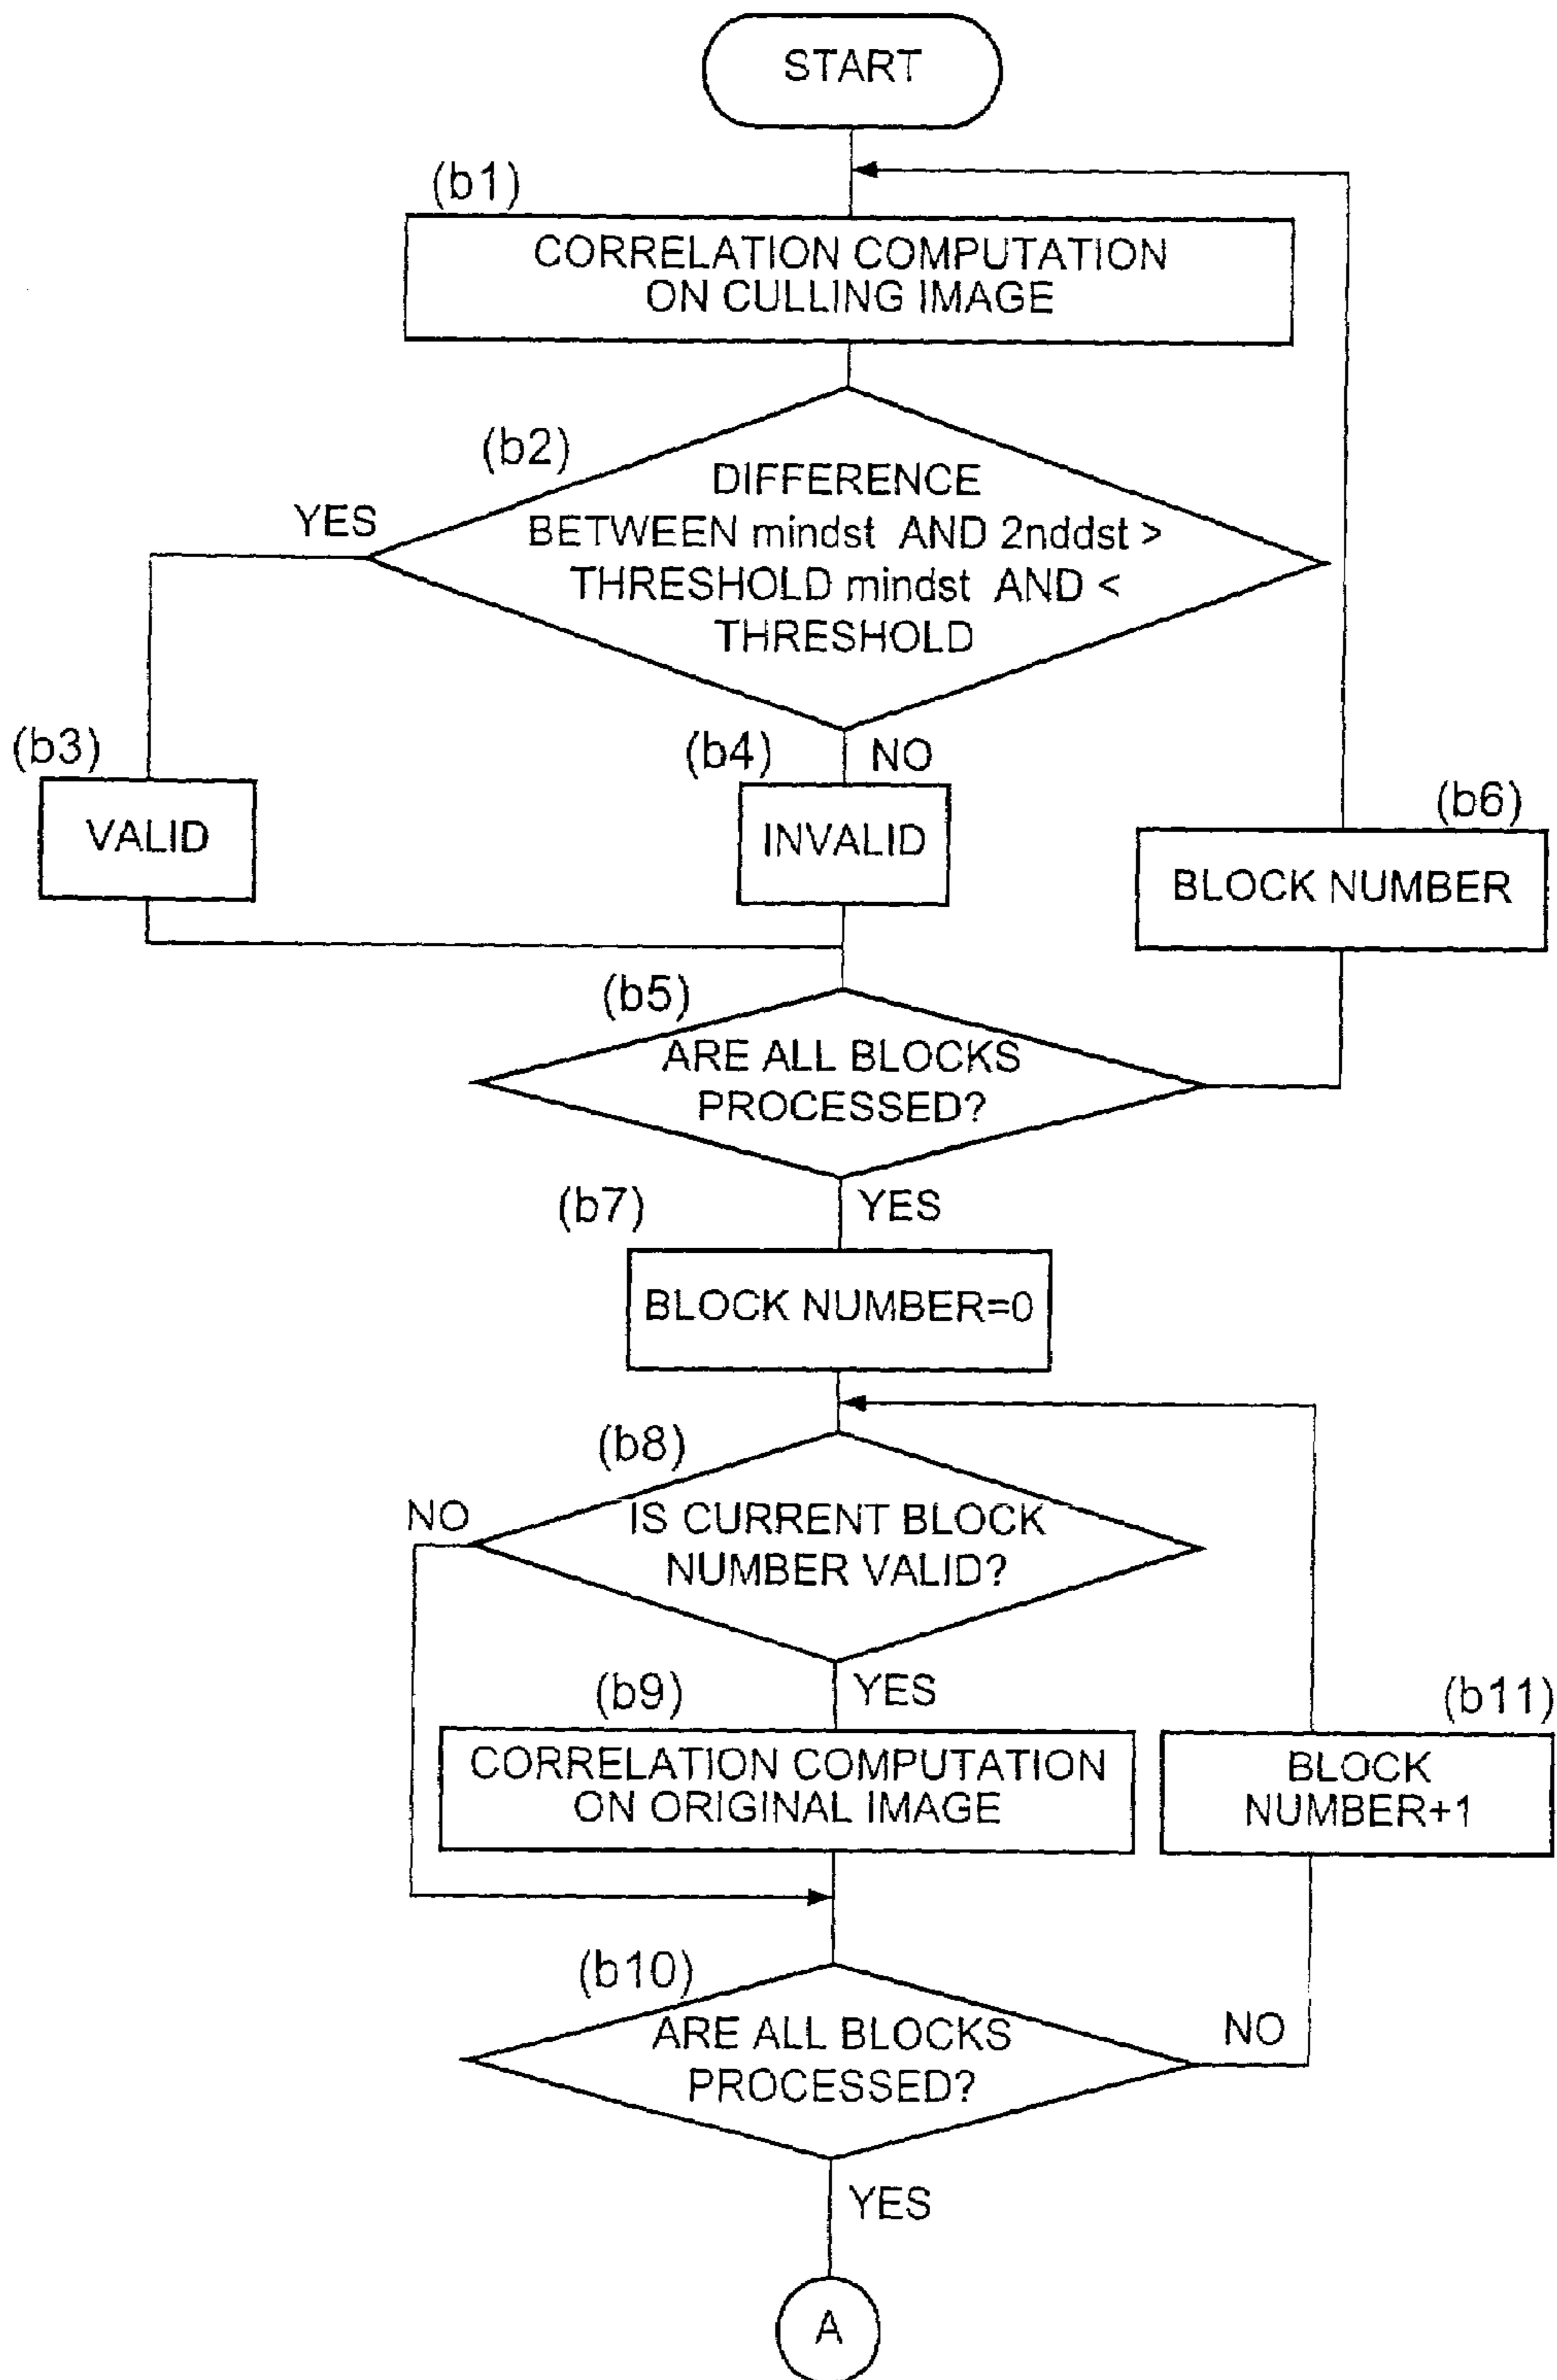 START
(b1)
CORRELATION COMPUTATION
ON CULLING IMAGE
(b2)
DIFFERENCE
BETWEEN mindst AND 2nddst >
THRESHOLD mindst AND <
THRESHOLD
YES
(b3)
VALID
(b4)
NO
INVALID
(b6)
BLOCK NUMBER
(b5)
ARE ALL BLOCKS
PROCESSED?
YES
(b7)
BLOCK NUMBER=0
(b8)
NO
IS CURRENT BLOCK
NUMBER VALID?
YES
(b9)
CORRELATION COMPUTATION
ON ORIGINAL IMAGE
(b11)
BLOCK
NUMBER+1
(b10)
ARE ALL BLOCKS
PROCESSED?
NO
YES
A